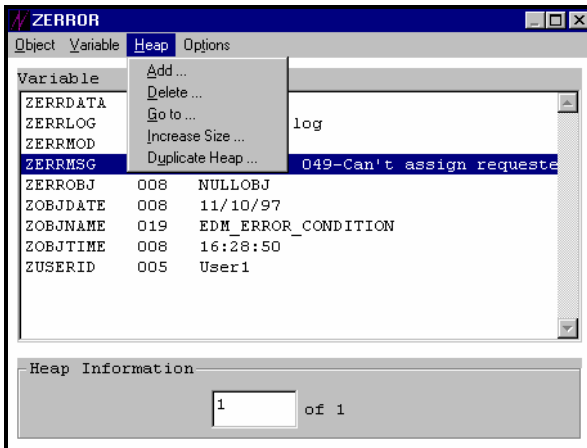 ZERROR
Object Variable Heap Options
Add ...
Delete ...
Go to ...
Increase Size ...
Duplicate Heap ...
Variable
ZERRDATA
ZERRLOG log
ZERRMOD
ZERRMSG 049-Can't assign requeste
ZERROBJ 008 NULLOBJ
ZOBJDATE 008 11/10/97
ZOBJNAME 019 EDM_ERROR_CONDITION
ZOBJTIME 008 16:28:50
ZUSERID 005 User1
Heap Information
1 of 1